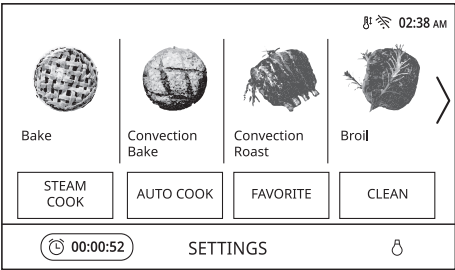 02:38 AM
Bake
Convection
Bake
Convection
Roast
Broil
STEAM
COOK
AUTO COOK
FAVORITE
CLEAN
00:00:52
SETTINGS